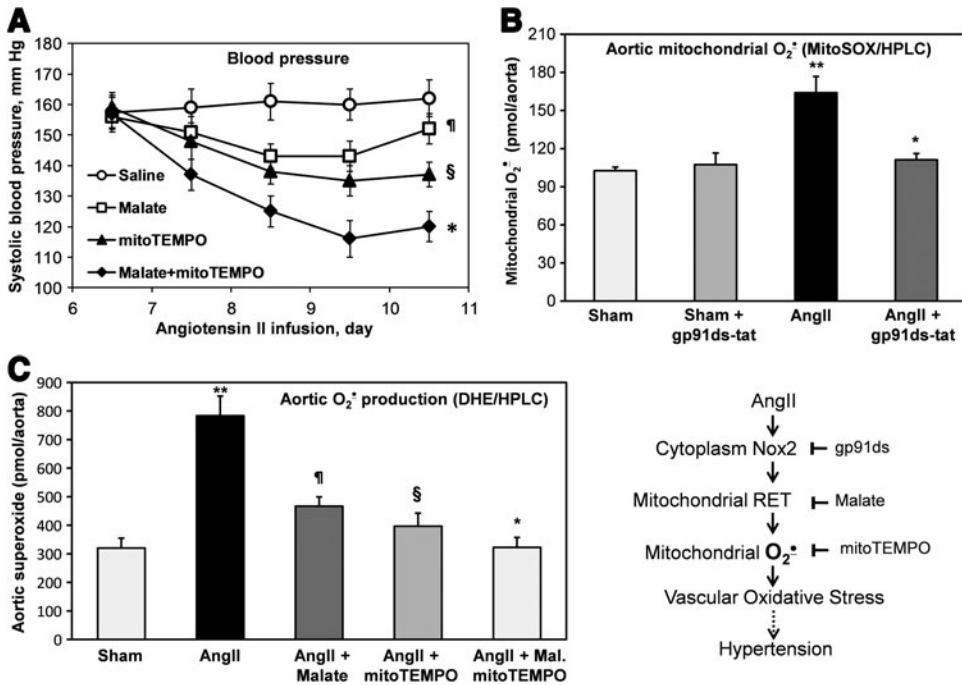 A
Blood pressure
Systolic blood pressure, mm Hg
180
170
160
150
140
130
120
110
100
¶
§
*
Saline
Malate
mitoTEMPO
Malate+mitoTEMPO
6 7 8 9 10 11
Angiotensin II infusion, day
B
Aortic mitochondrial O₂•̲ (MitoSOX/HPLC)
Mitochondrial O₂•̲ (pmol/aorta)
210
180
150
120
90
60
30
0
**
*
Sham
Sham +
gp91ds-tat
AngII
AngII +
gp91ds-tat
C
Aortic O₂•̲ production (DHE/HPLC)
Aortic superoxide (pmol/aorta)
900
800
700
600
500
400
300
200
100
0
**
¶
§
*
Sham
AngII
AngII +
Malate
AngII +
mitoTEMPO
AngII + Mal.
mitoTEMPO
AngII
Cytoplasm Nox2
gp91ds
Mitochondrial RET
Malate
Mitochondrial O₂•̲
mitoTEMPO
Vascular Oxidative Stress
Hypertension